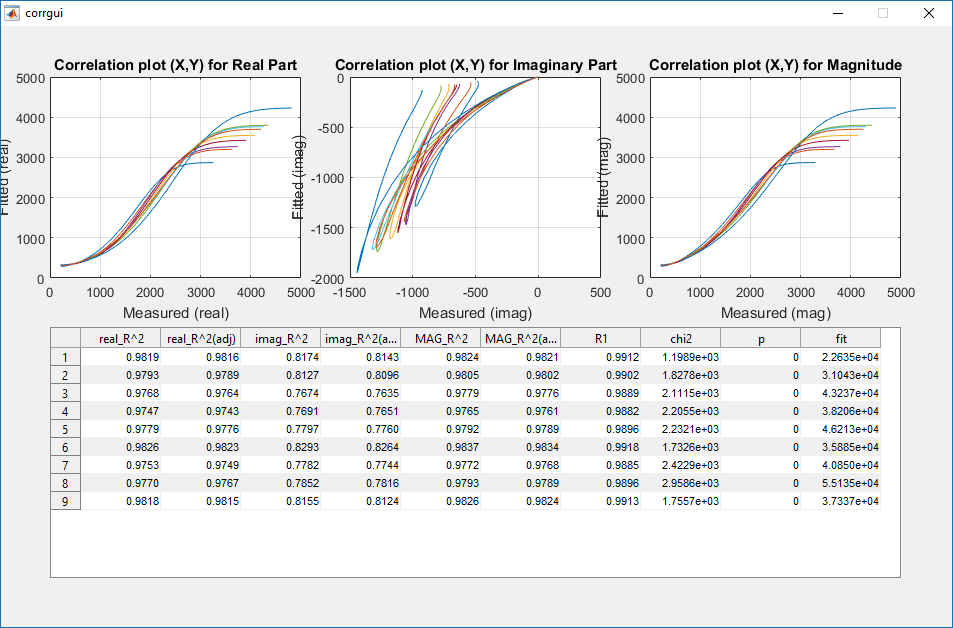 corrgui
Correlation plot (X,Y) for Real Part
Correlation plot (X,Y) for Imaginary Part
Correlation plot (X,Y) for Magnitude
5000
4000
3000
2000
1000
0
Fitted (real)
0 1000 2000 3000 4000 5000
Measured (real)
0
-500
-1000
-1500
-2000
Fitted (imag)
-1500 -1000 -500 0 500
Measured (imag)
5000
4000
3000
2000
1000
0
Fitted (mag)
0 1000 2000 3000 4000 5000
Measured (mag)
real_R^2 real_R^2(adj) imag_R^2 imag_R^2(a... MAG_R^2 MAG_R^2(a... R1 chi2 p fit
1 0.9819 0.9816 0.8174 0.8143 0.9824 0.9821 0.9912 1.1989e+03 0 2.2635e+04
2 0.9793 0.9789 0.8127 0.8096 0.9805 0.9802 0.9902 1.8278e+03 0 3.1043e+04
3 0.9768 0.9764 0.7674 0.7635 0.9779 0.9776 0.9889 2.1115e+03 0 4.3237e+04
4 0.9747 0.9743 0.7691 0.7651 0.9765 0.9761 0.9882 2.2055e+03 0 3.8206e+04
5 0.9779 0.9776 0.7797 0.7760 0.9792 0.9789 0.9896 2.2321e+03 0 4.6213e+04
6 0.9826 0.9823 0.8293 0.8264 0.9837 0.9834 0.9918 1.7326e+03 0 3.5885e+04
7 0.9753 0.9749 0.7782 0.7744 0.9772 0.9768 0.9885 2.4229e+03 0 4.0850e+04
8 0.9770 0.9767 0.7852 0.7816 0.9793 0.9789 0.9896 2.9586e+03 0 5.5135e+04
9 0.9818 0.9815 0.8155 0.8124 0.9826 0.9824 0.9913 1.7557e+03 0 3.7337e+04